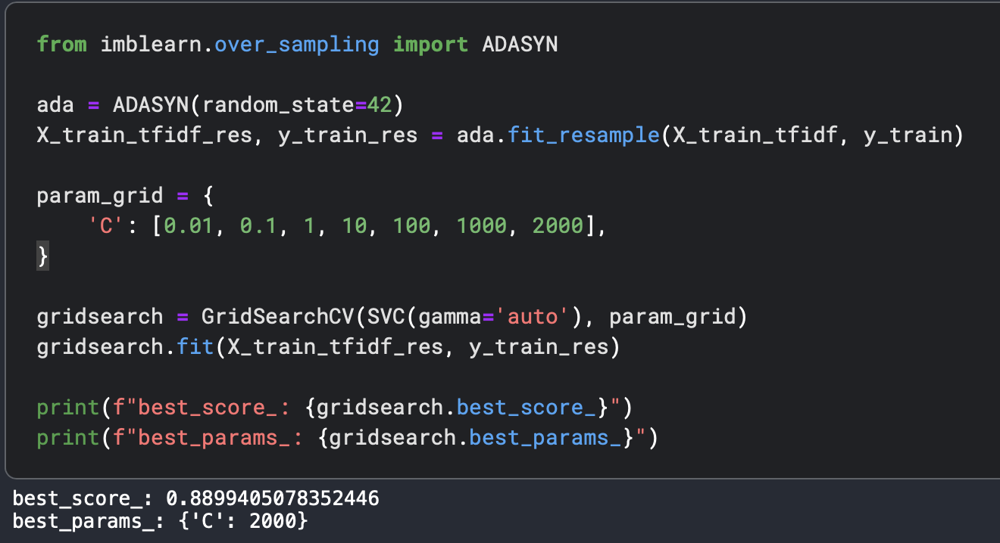 from imblearn.over_sampling import ADASYN
ada = ADASYN(random_state=42)
X_train_tfidf_res, y_train_res = ada.fit_resample(X_train_tfidf, y_train)
param_grid = {
    'C': [0.01, 0.1, 1, 10, 100, 1000, 2000],
}
gridsearch = GridSearchCV(SVC(gamma='auto'), param_grid)
gridsearch.fit(X_train_tfidf_res, y_train_res)
print(f"best_score_: {gridsearch.best_score_}")
print(f"best_params_: {gridsearch.best_params_}")
best_score_: 0.8899405078352446
best_params_: {'C': 2000}